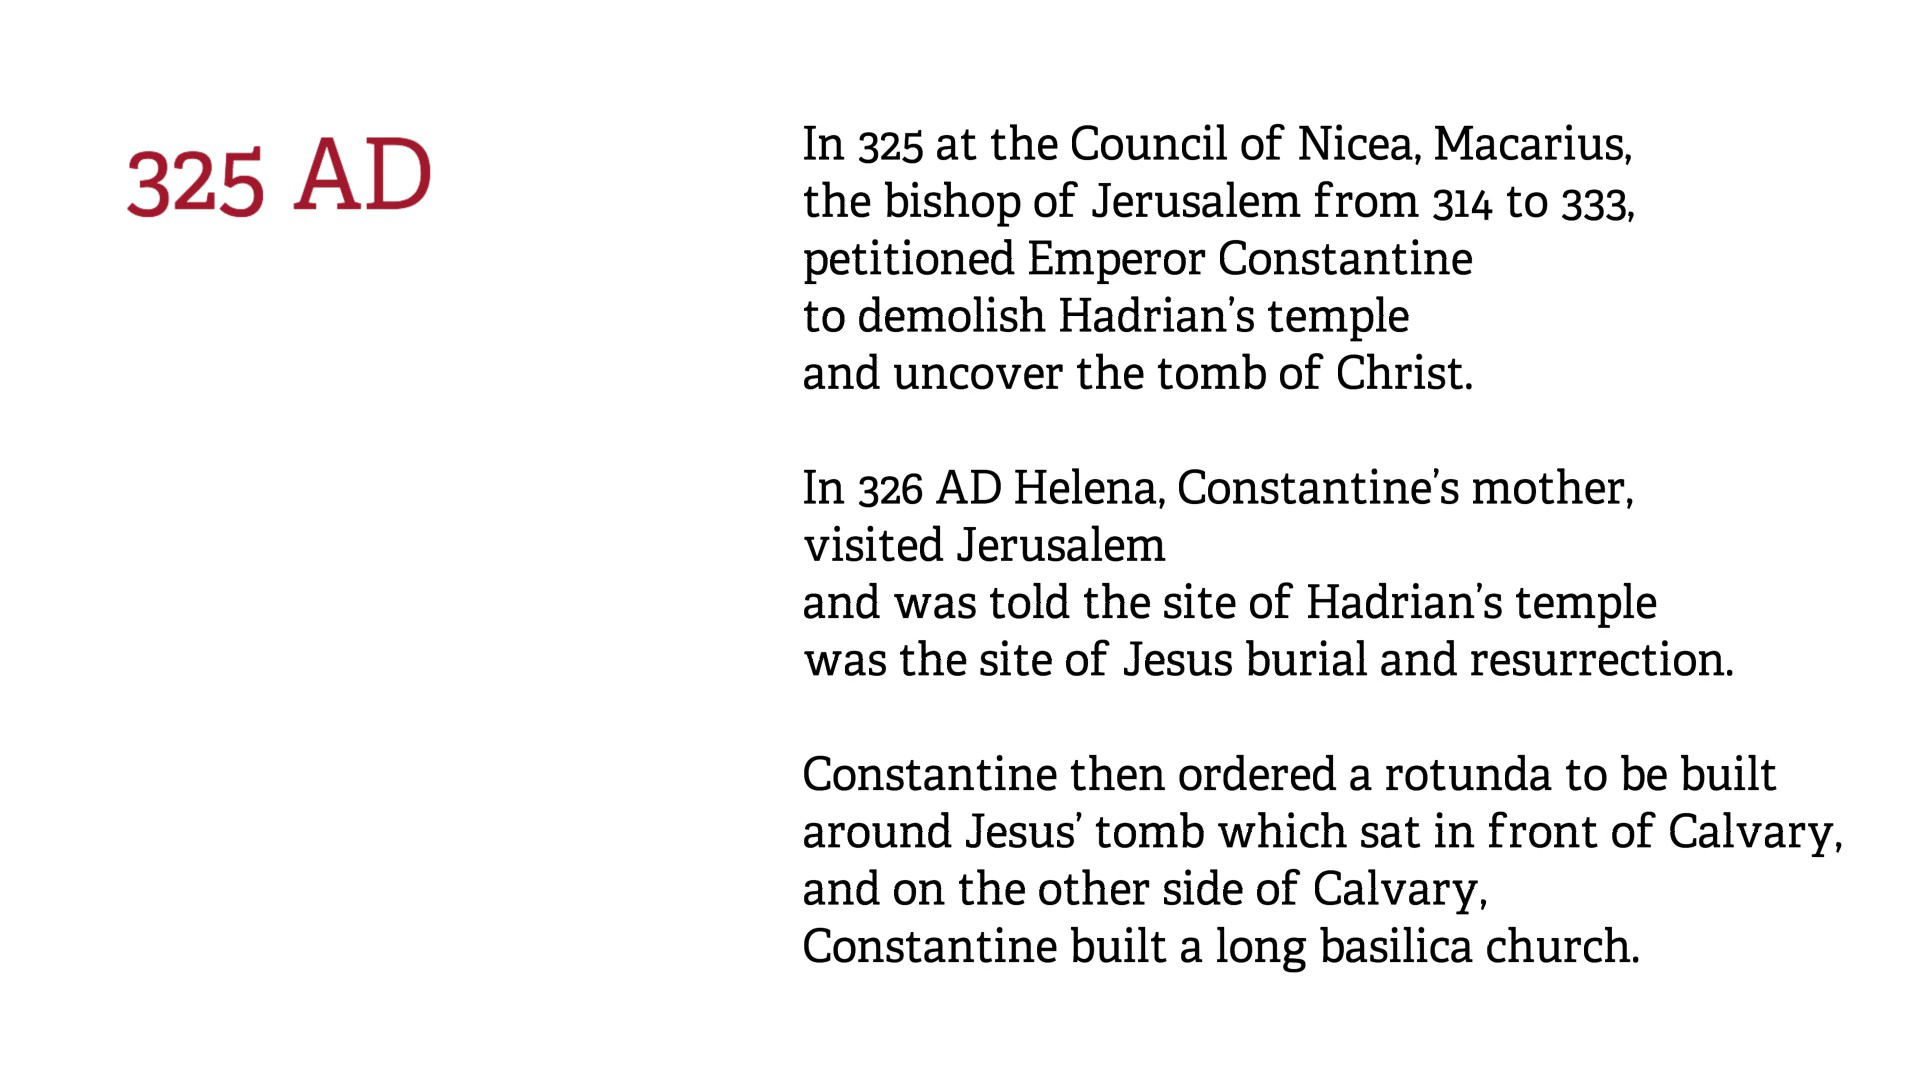 325 AD
In 325 at the Council of Nicea, Macarius,
the bishop of Jerusalem from 314 to 333,
petitioned Emperor Constantine
to demolish Hadrian’s temple
and uncover the tomb of Christ.
In 326 AD Helena, Constantine’s mother,
visited Jerusalem
and was told the site of Hadrian’s temple
was the site of Jesus burial and resurrection.
Constantine then ordered a rotunda to be built
around Jesus’ tomb which sat in front of Calvary,
and on the other side of Calvary,
Constantine built a long basilica church.